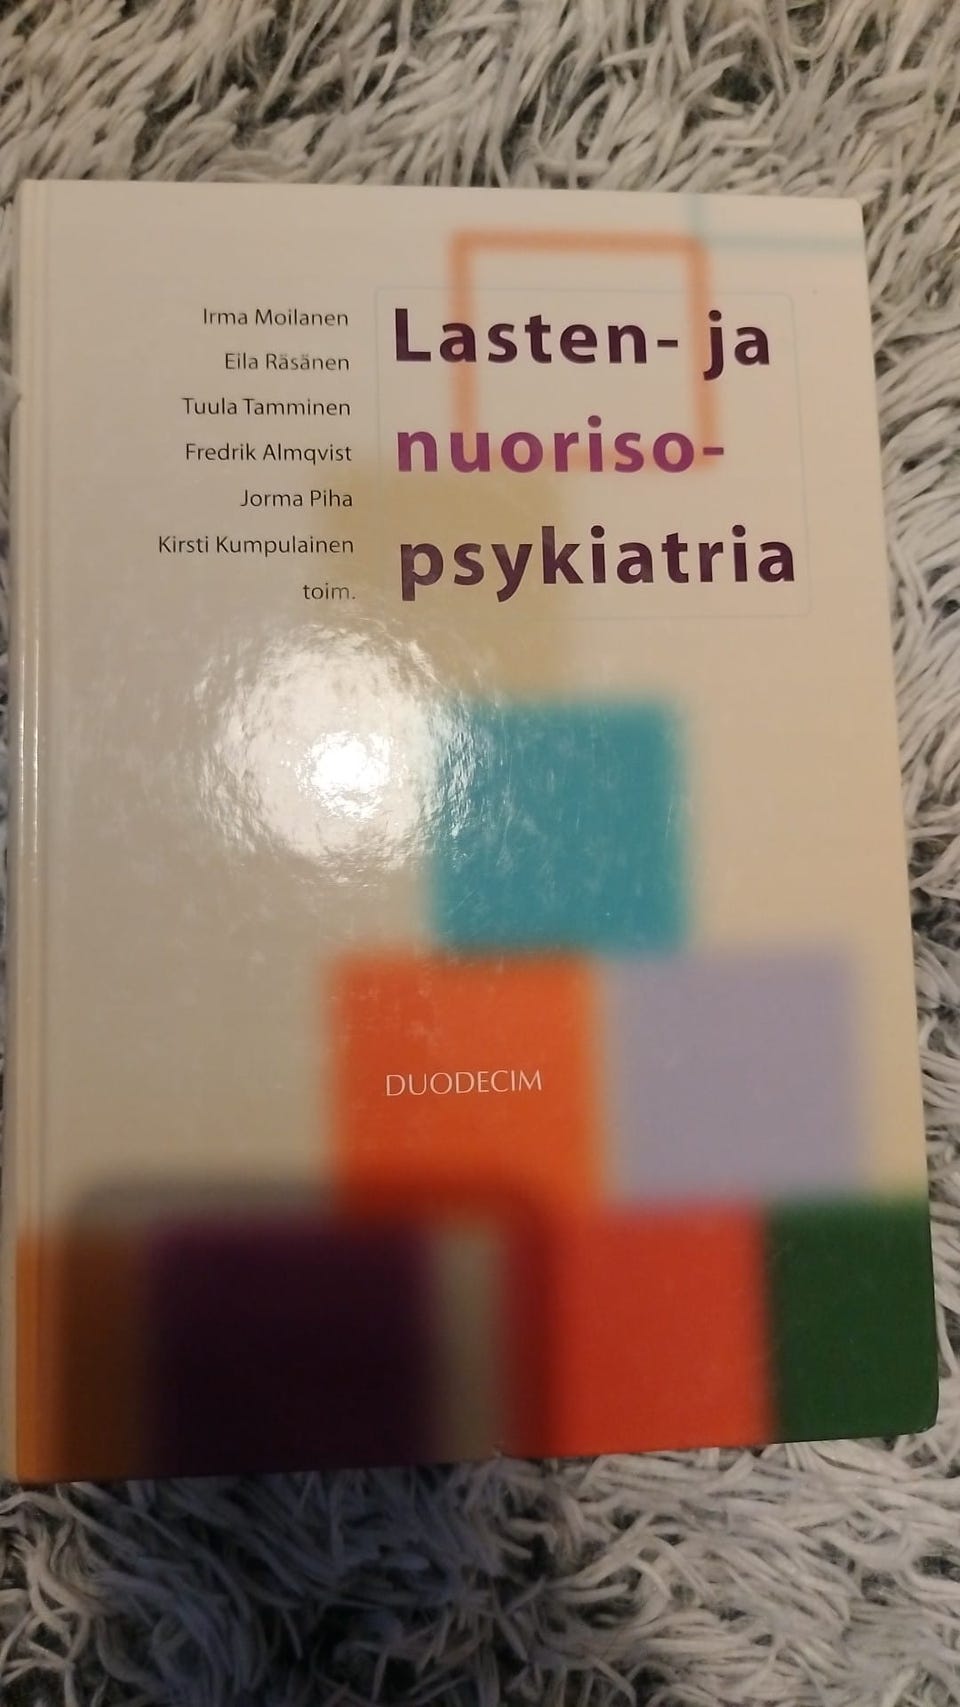 Irma Moilanen
Eila Räsänen
Tuula Tamminen
Fredrik Almqvist
Jorma Piha
Kirsti Kumpulainen
toim.
Lasten- ja
nuoriso-
psykiatria
DUODECIM